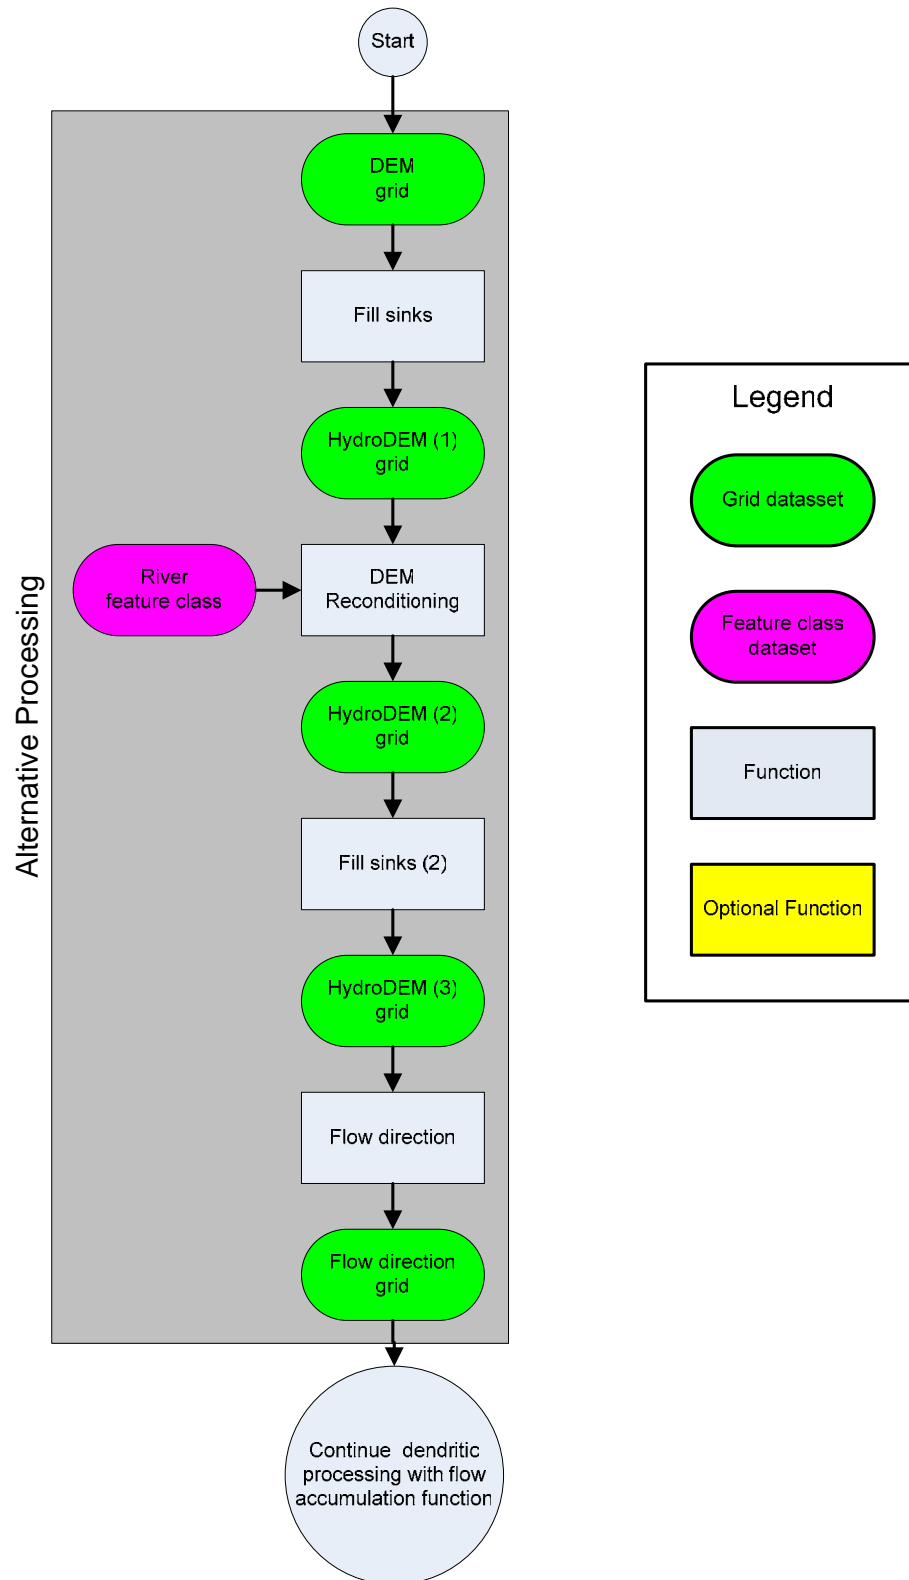 Start
Alternative Processing
DEM
grid
Fill sinks
HydroDEM (1)
grid
River
feature class
DEM
Reconditioning
HydroDEM (2)
grid
Fill sinks (2)
HydroDEM (3)
grid
Flow direction
Flow direction
grid
Continue dendritic
processing with flow
accumulation function
Legend
Grid datasset
Feature class
dataset
Function
Optional Function